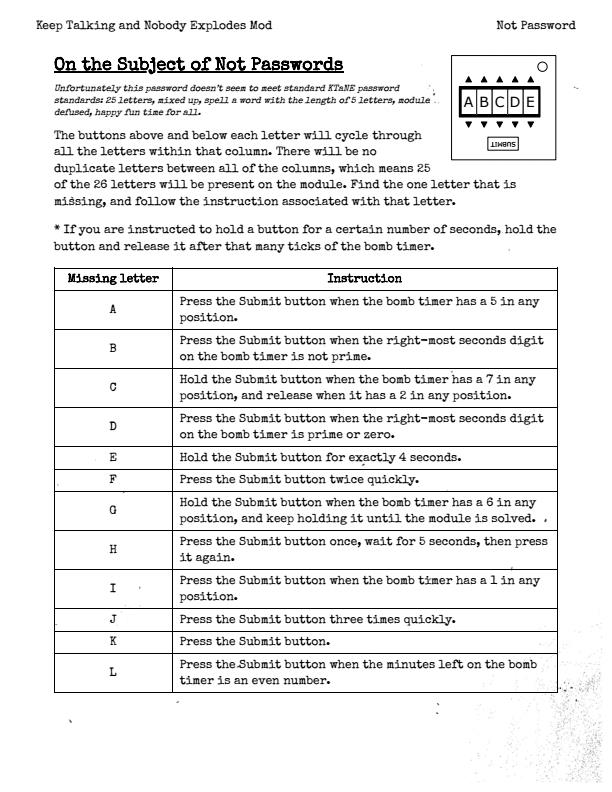 Keep Talking and Nobody Explodes Mod
Not Password
On the Subject of Not Passwords
Unfortunately this password doesn't seem to meet standard KTaNE password
standards: 25 letters, mixed up, spell a word with the length of 5 letters, module
defused, happy fun time for all.
A B C D E
SUBMIT
The buttons above and below each letter will cycle through
all the letters within that column. There will be no
duplicate letters between all of the columns, which means 25
of the 26 letters will be present on the module. Find the one letter that is
missing, and follow the instruction associated with that letter.
* If you are instructed to hold a button for a certain number of seconds, hold the
button and release it after that many ticks of the bomb timer.
Missing letter
Instruction
A
Press the Submit button when the bomb timer has a 5 in any
position.
B
Press the Submit button when the right-most seconds digit
on the bomb timer is not prime.
C
Hold the Submit button when the bomb timer has a 7 in any
position, and release when it has a 2 in any position.
D
Press the Submit button when the right-most seconds digit
on the bomb timer is prime or zero.
E
Hold the Submit button for exactly 4 seconds.
F
Press the Submit button twice quickly.
G
Hold the Submit button when the bomb timer has a 6 in any
position, and keep holding it until the module is solved.
H
Press the Submit button once, wait for 5 seconds, then press
it again.
I
Press the Submit button when the bomb timer has a 1 in any
position.
J
Press the Submit button three times quickly.
K
Press the Submit button.
L
Press the Submit button when the minutes left on the bomb
timer is an even number.